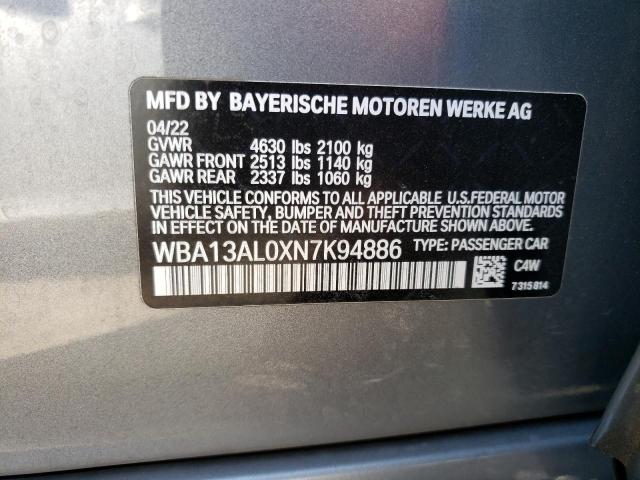 MFD BY BAYERISCHE MOTOREN WERKE AG
04/22
GVWR 4630 lbs 2100 kg
GAWR FRONT 2513 lbs 1140 kg
GAWR REAR 2337 lbs 1060 kg
THIS VEHICLE CONFORMS TO ALL APPLICABLE U.S.FEDERAL MOTOR
VEHICLE SAFETY, BUMPER AND THEFT PREVENTION STANDARDS
IN EFFECT ON THE DATE OF MANUFACTURE SHOWN ABOVE.
WBA13AL0XN7K94886 TYPE: PASSENGER CAR
C4W
7315814